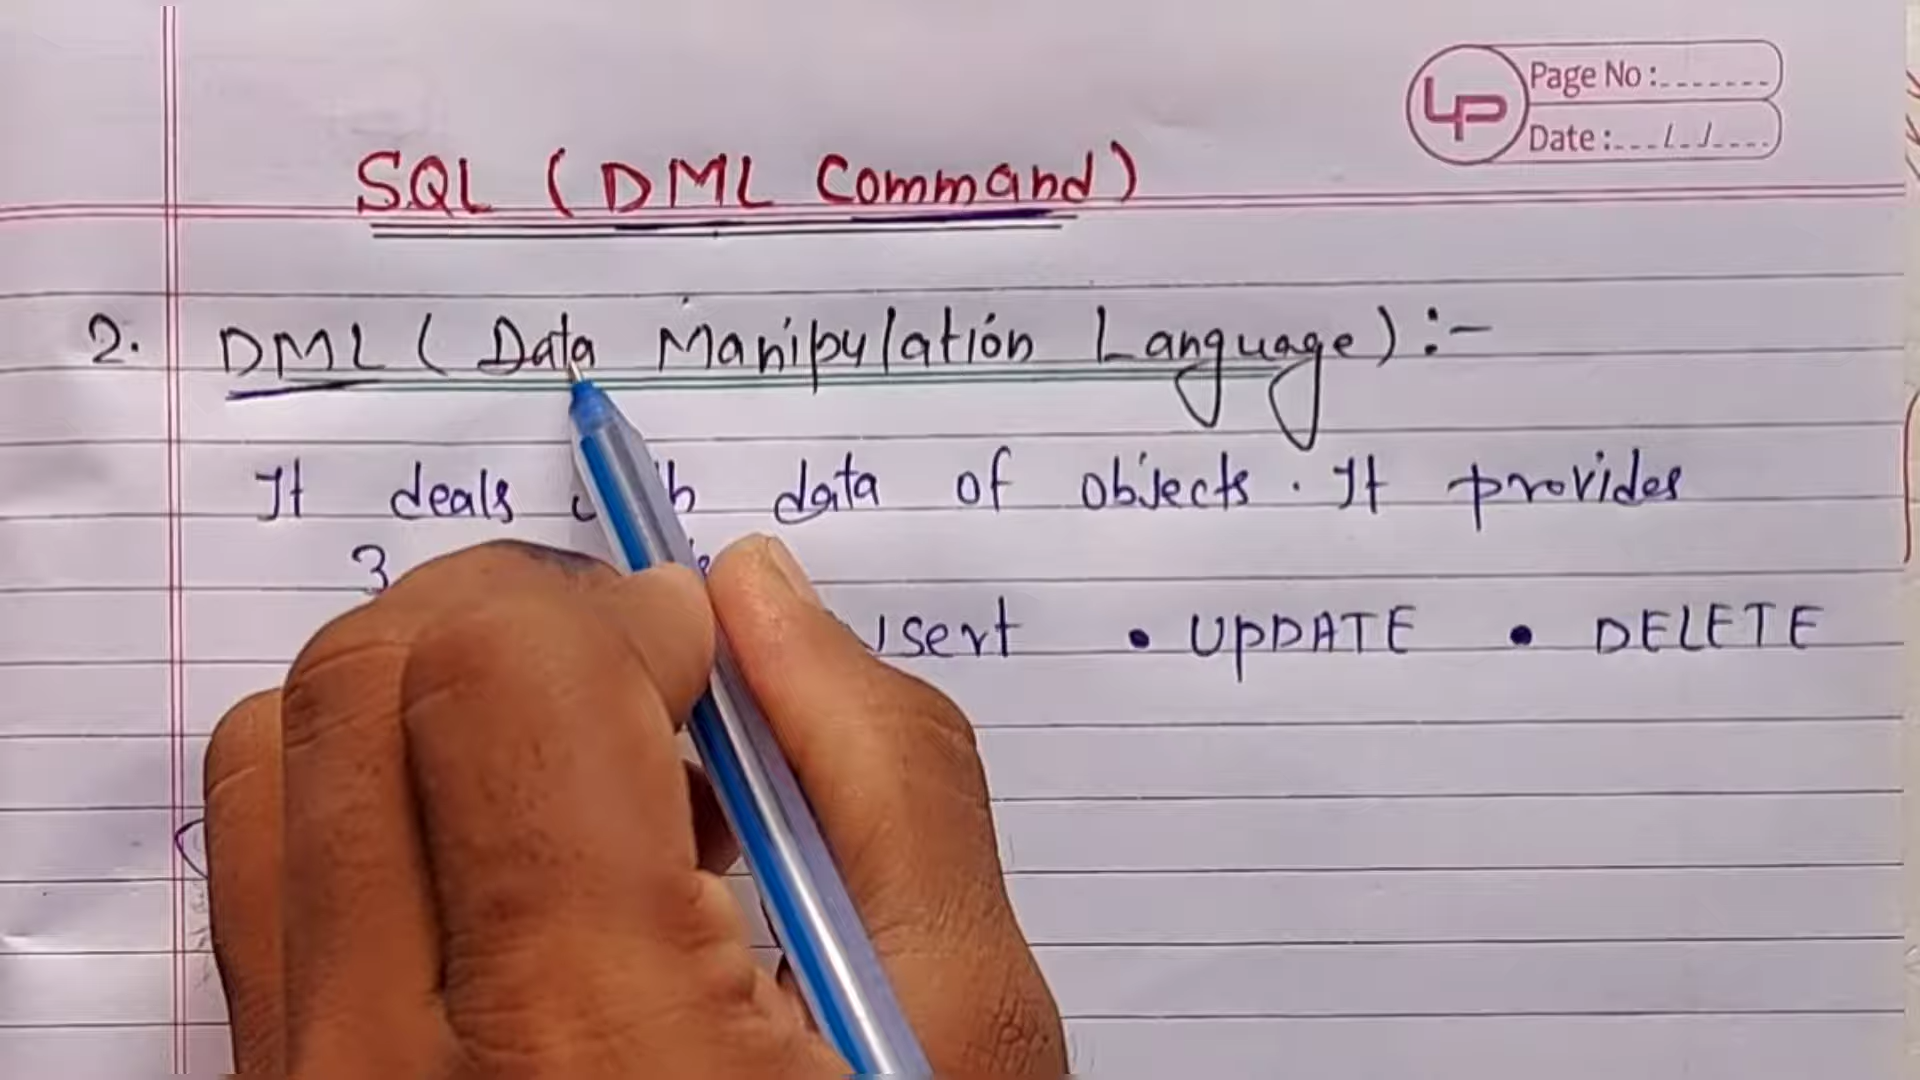 LP
Page No :
Date :
SQL (DML Command)
2. DML ( Data Manipulation Language) :-
It deals data of objects. It provides
3
• UPDATE • DELETE